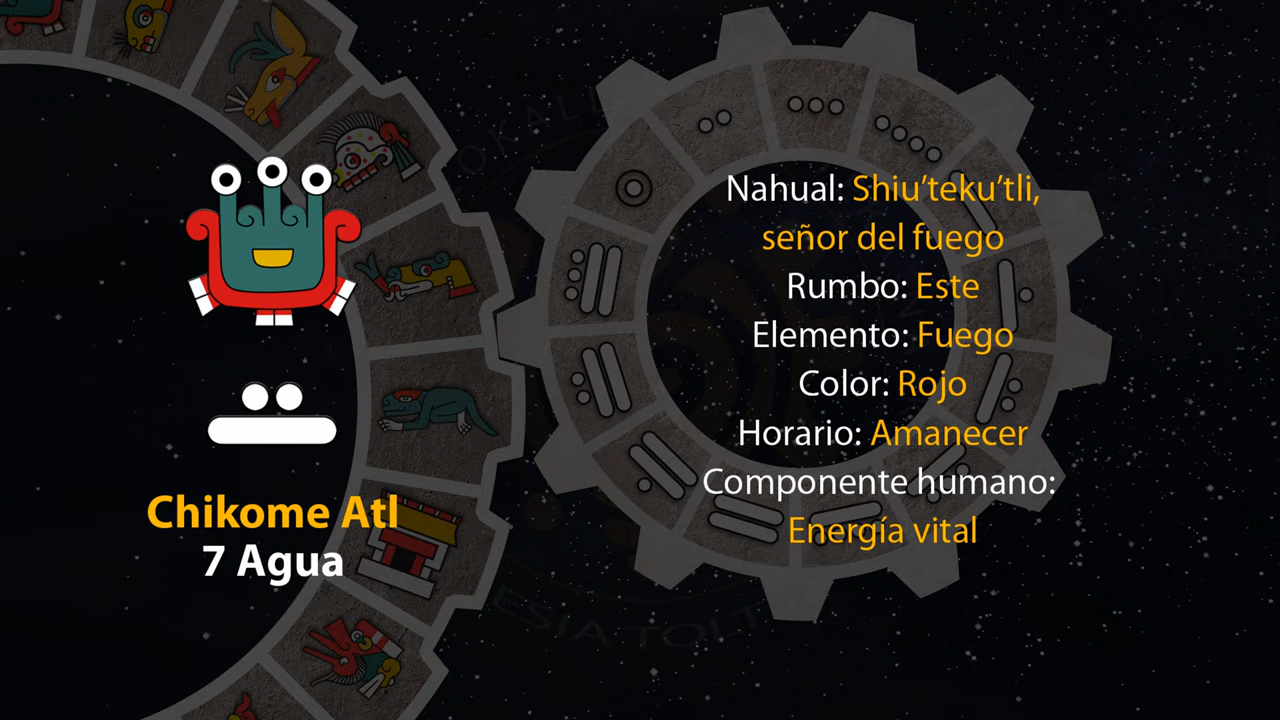 Chikome Atl
7 Agua
Nahual: Shiu’teku’tli,
señor del fuego
Rumbo: Este
Elemento: Fuego
Color: Rojo
Horario: Amanecer
Componente humano:
Energía vital